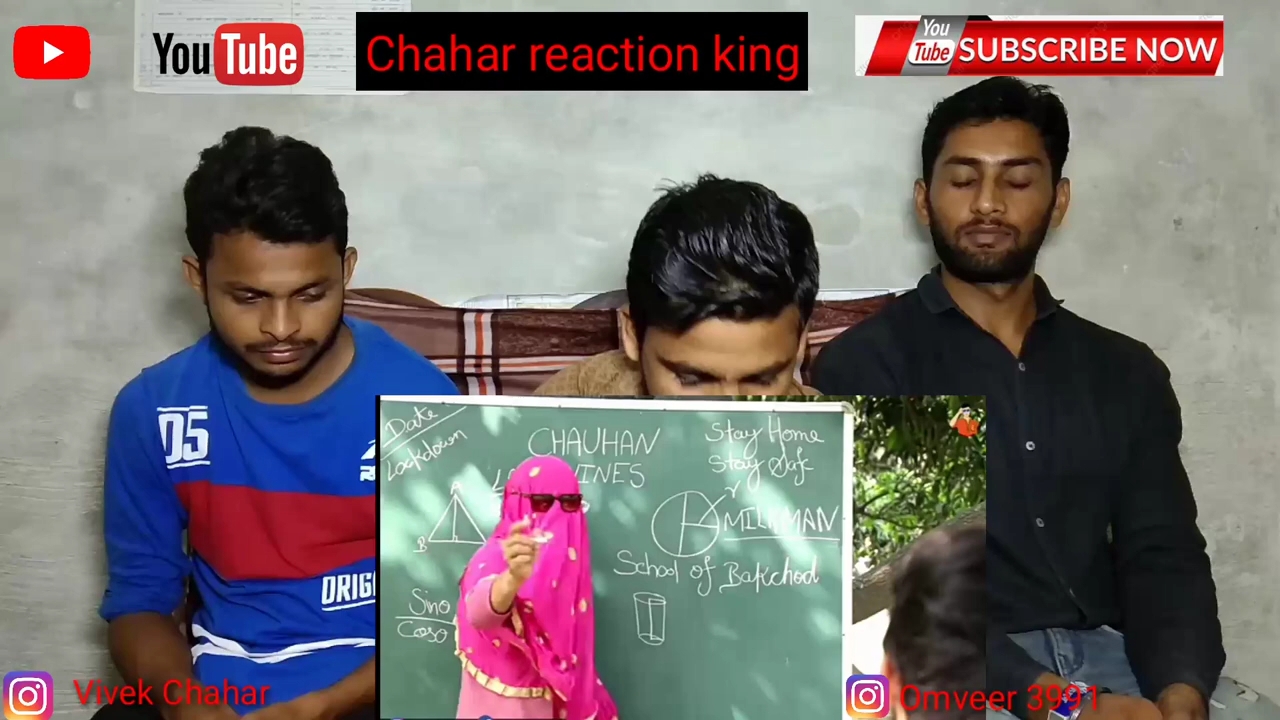 YouTube
Chahar reaction king
You
Tube
SUBSCRIBE NOW
05
ORIGI
Date
Lockdown
CHAUHAN
INES
Stay Home
Stay Safe
A
B
r
MILKMAN
School of Bakchod
Sino
Coso
Vivek Chahar
Omveer 3991